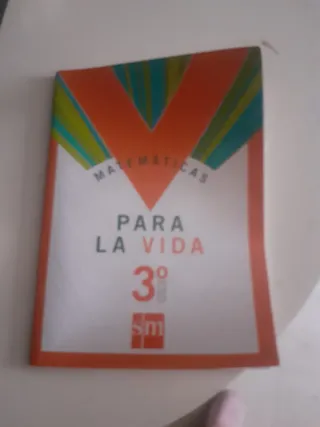 MATEMÁTICAS
PARA
LA VIDA
3º
sm